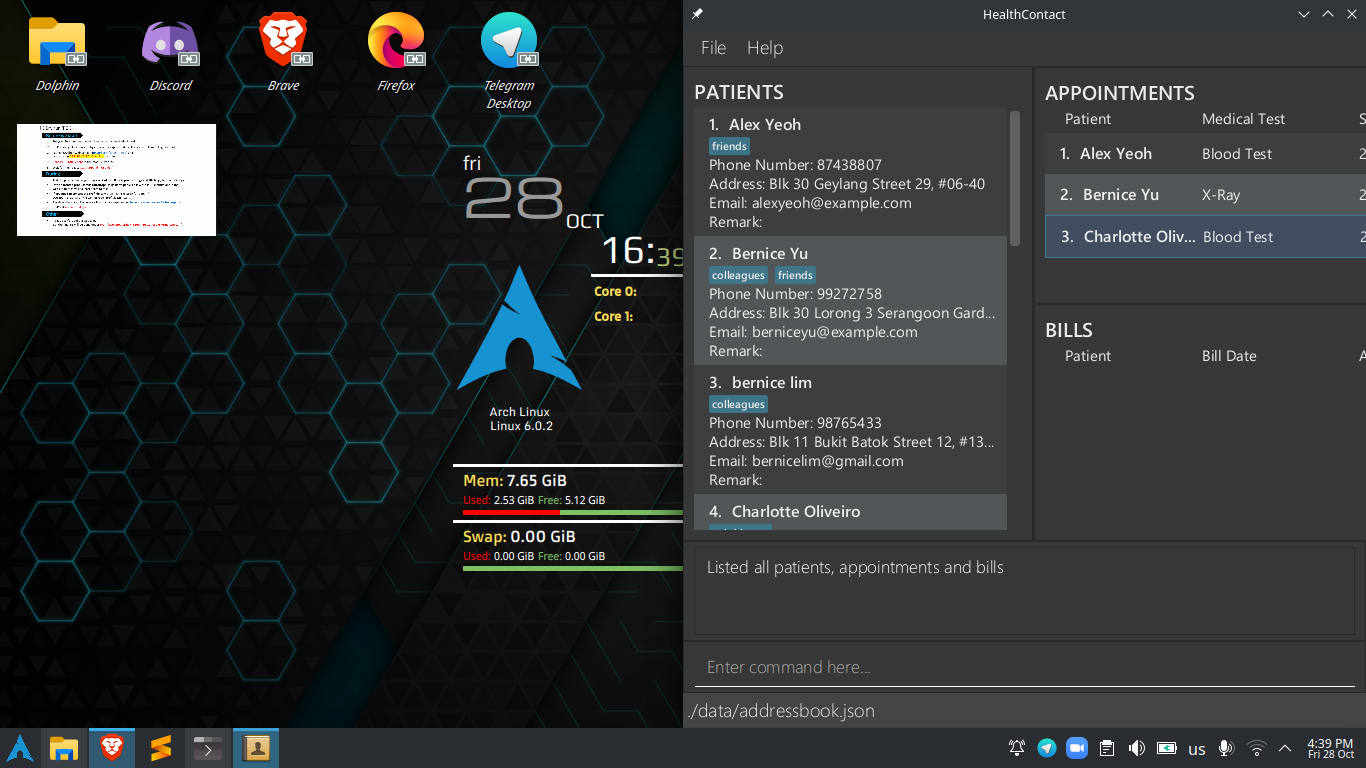 Dolphin
Discord
Brave
Firefox
Telegram
Desktop
fri
28
OCT
16:39
Core 0:
Core 1:
Arch Linux
Linux 6.0.2
Mem: 7.65 GiB
Used: 2.53 GiB Free: 5.12 GiB
Swap: 0.00 GiB
Used: 0.00 GiB Free: 0.00 GiB
HealthContact
File Help
PATIENTS
1. Alex Yeoh
friends
Phone Number: 87438807
Address: Blk 30 Geylang Street 29, #06-40
Email: alexyeoh@example.com
Remark:
2. Bernice Yu
colleagues friends
Phone Number: 99272758
Address: Blk 30 Lorong 3 Serangoon Gard...
Email: berniceyu@example.com
Remark:
3. bernice lim
colleagues
Phone Number: 98765433
Address: Blk 11 Bukit Batok Street 12, #13...
Email: bernicelim@gmail.com
Remark:
4. Charlotte Oliveiro
APPOINTMENTS
Patient Medical Test S
1. Alex Yeoh Blood Test 2
2. Bernice Yu X-Ray 2
3. Charlotte Oliv... Blood Test 2
BILLS
Patient Bill Date A
Listed all patients, appointments and bills
Enter command here...
./data/addressbook.json
us
4:39 PM
Fri 28 Oct